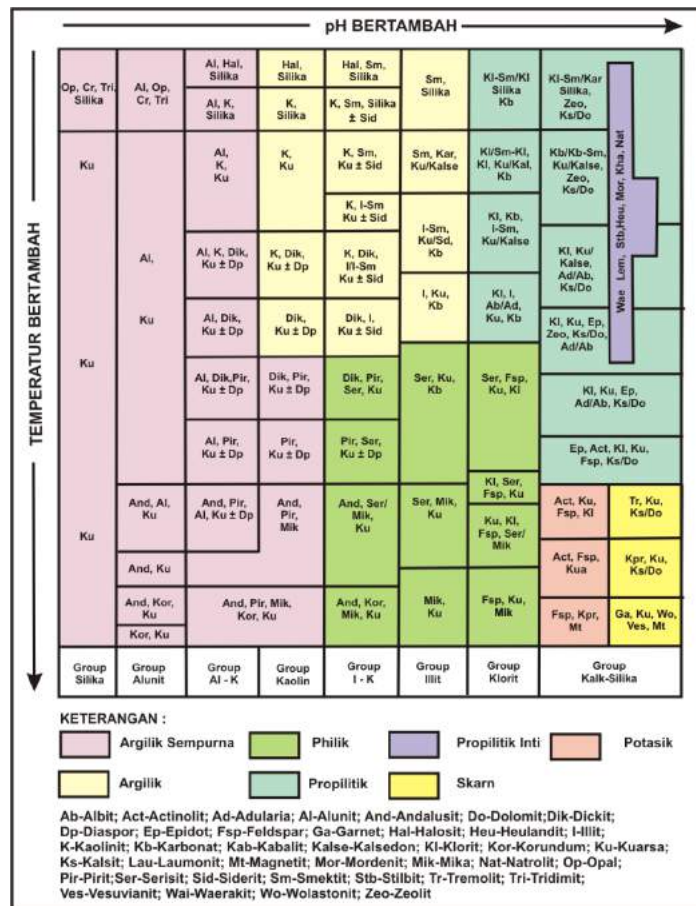 pH BERTAMBAH
TEMPERATUR BERTAMBAH
Op, Cr, Tri,
Silika
Ku
Ku
Ku
Al, Op,
Cr, Tri
Al,
Ku
And, Al,
Ku
And, Ku
And, Kor,
Ku
Kor, Ku
Al, Hal,
Silika
Al, K,
Silika
Al,
K,
Ku
Al, K, Dik,
Ku ± Dp
Al, Dik,
Ku ± Dp
Al, Dik,Pir,
Ku ± Dp
Al, Pir,
Ku ± Dp
And, Pir,
Al, Ku ± Dp
Hal,
Silika
K,
Silika
K,
Ku
K, Dik,
Ku ± Dp
Dik,
Ku ± Dp
Dik, Pir,
Ku ± Dp
Pir,
Ku ± Dp
And,
Pir,
Mik
And, Pir, Mik,
Kor, Ku
Hal, Sm,
Silika
K, Sm, Silika
± Sid
K, Sm,
Ku ± Sid
K, I-Sm
Ku ± Sid
K, Dik,
I/I-Sm
Ku ± Sid
Dik, I,
Ku ± Sid
Dik, Pir,
Ser, Ku
Pir, Ser,
Ku ± Dp
And, Ser/
Mik,
Ku
And, Kor,
Mik, Ku
Sm,
Silika
Sm, Kar,
Ku/Kalse
I-Sm,
Ku/Sd,
Kb
I, Ku,
Kb
Ser, Ku,
Kb
Ser, Mik,
Ku
Mik,
Ku
Kl-Sm/Kl
Silika
Kb
Kl/Sm-Kl,
Kl, Ku/Kal,
Kb
Kl, Kb,
I-Sm,
Ku/Kalse
Kl, I,
Ab/Ad,
Ku, Kb
Ser, Fsp,
Ku, Kl
Kl, Ser,
Fsp, Ku
Ku, Kl,
Fsp, Ser/
Mik
Fsp, Ku,
Mik
Kl-Sm/Kar
Silika,
Zeo,
Ks/Do
Kb/Kb-Sm,
Ku/Kalse,
Zeo,
Ks/Do
Kl, Ku/
Kalse,
Ad/Ab,
Ks/Do
Kl, Ku, Ep,
Zeo, Ks/Do,
Ad/Ab
Wae Lem, Stb,Heu, Mor, Kha, Nat
Kl, Ku, Ep,
Ad/Ab, Ks/Do
Ep, Act, Kl, Ku,
Fsp, Ks/Do
Act, Ku,
Fsp, Kl
Act, Fsp,
Kua
Fsp, Kpr,
Mt
Tr, Ku,
Ks/Do
Kpr, Ku,
Ks/Do
Ga, Ku, Wo,
Ves, Mt
Group
Silika
Group
Alunit
Group
Al - K
Group
Kaolin
Group
I - K
Group
Illit
Group
Klorit
Group
Kalk-Silika
KETERANGAN :
Argilik Sempurna
Philik
Propilitik Inti
Potasik
Argilik
Propilitik
Skarn
Ab-Albit; Act-Actinolit; Ad-Adularia; Al-Alunit; And-Andalusit; Do-Dolomit;Dik-Dickit;
Dp-Diaspor; Ep-Epidot; Fsp-Feldspar; Ga-Garnet; Hal-Halosit; Heu-Heulandit; I-Illit;
K-Kaolinit; Kb-Karbonat; Kab-Kabalit; Kalse-Kalsedon; Kl-Klorit; Kor-Korundum; Ku-Kuarsa;
Ks-Kalsit; Lau-Laumonit; Mt-Magnetit; Mor-Mordenit; Mik-Mika; Nat-Natrolit; Op-Opal;
Pir-Pirit;Ser-Serisit; Sid-Siderit; Sm-Smektit; Stb-Stilbit; Tr-Tremolit; Tri-Tridimit;
Ves-Vesuvianit; Wai-Waerakit; Wo-Wolastonit; Zeo-Zeolit